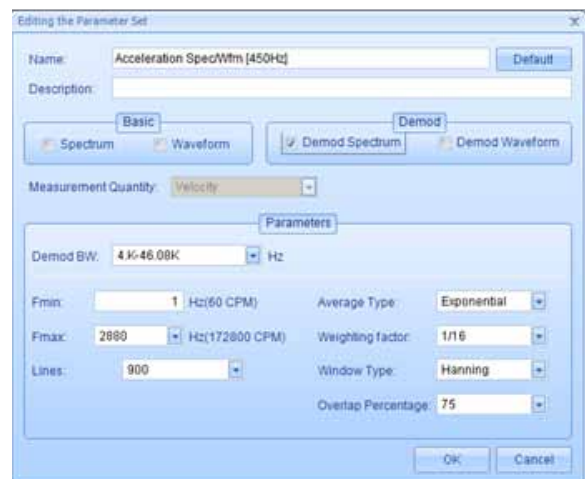 Editing the Parameter Set
Name: Acceleration Spec/Wfm [450Hz] Default
Description:
Basic
Demod
Spectrum Waveform Demod Spectrum Demod Waveform
Measurement Quantity: Velocity
Parameters
Demod BW: 4.K-46.08K Hz
Fmin: 1 Hz(60 CPM) Average Type: Exponential
Fmax: 2880 Hz(172800 CPM) Weighting factor: 1/16
Lines: 900 Window Type: Hanning
Overlap Percentage: 75
OK Cancel